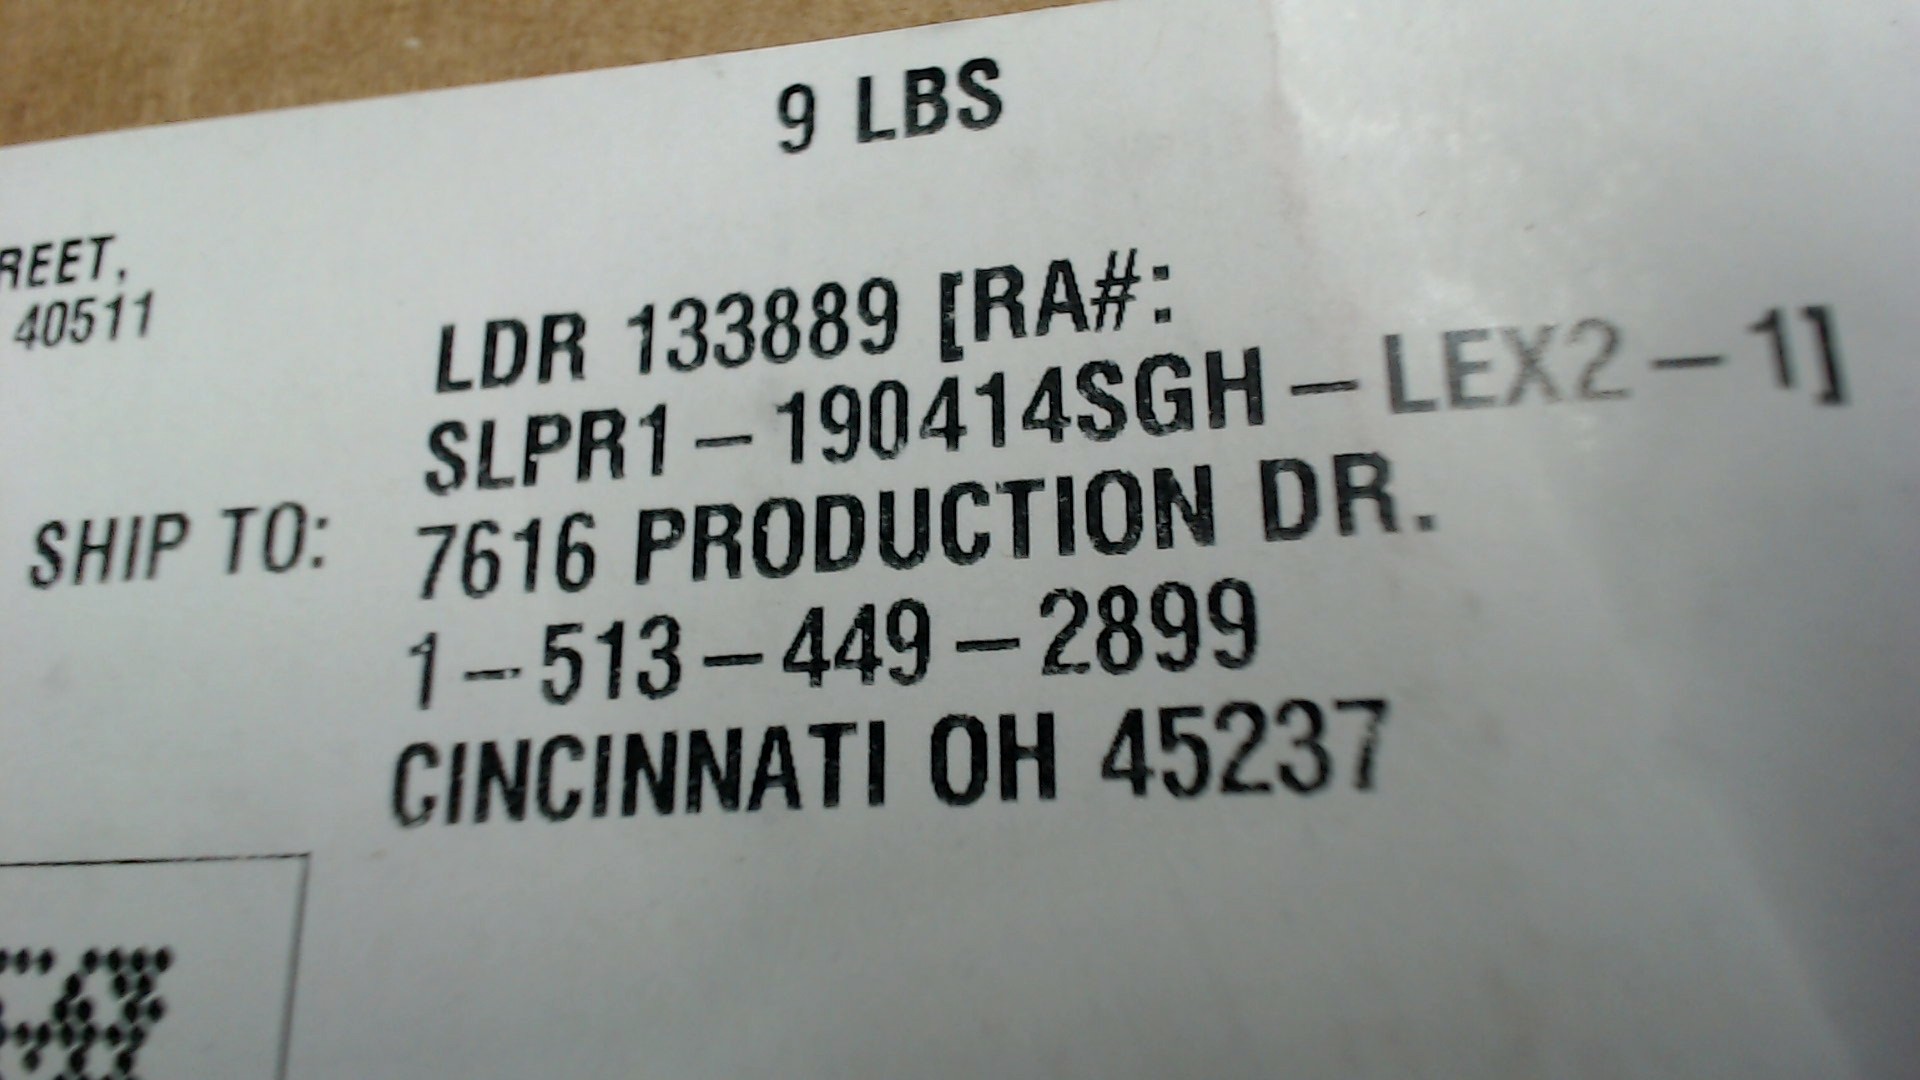 9 LBS
REET,
40511
LDR 133889 [RA#:
SLPR1-190414SGH-LEX2-1]
SHIP TO: 7616 PRODUCTION DR.
1-513-449-2899
CINCINNATI OH 45237